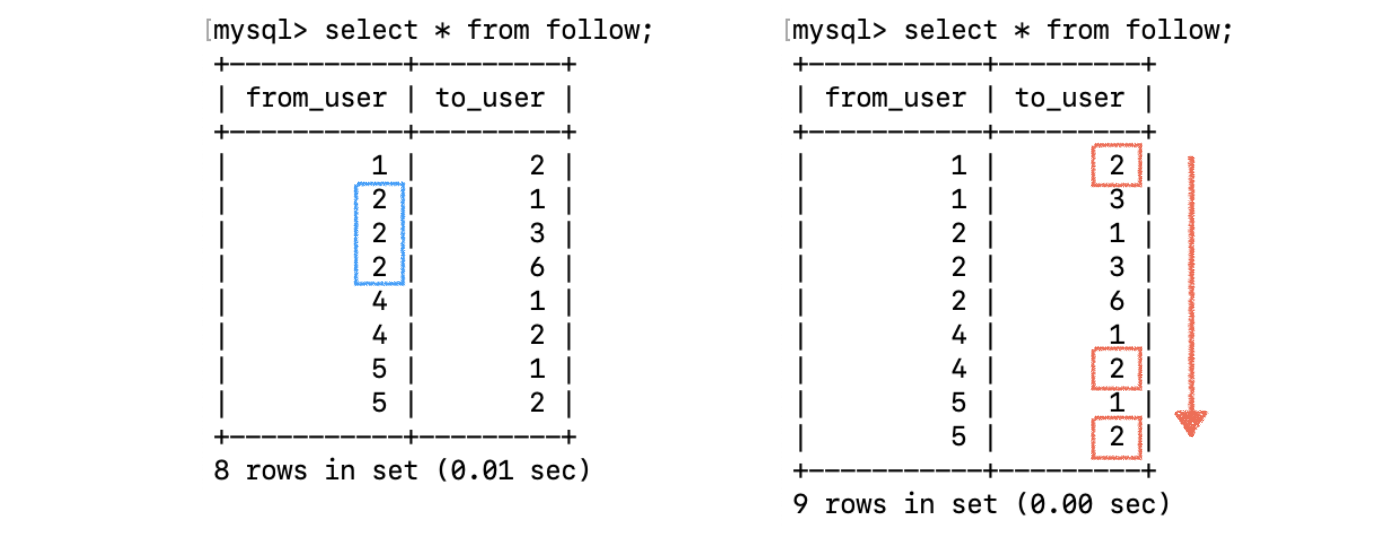 [mysql> select * from follow;
+-----------+---------+
| from_user | to_user |
+-----------+---------+
| 1 | 2 |
| 2 | 1 |
| 2 | 3 |
| 2 | 6 |
| 4 | 1 |
| 4 | 2 |
| 5 | 1 |
| 5 | 2 |
+-----------+---------+
8 rows in set (0.01 sec)
[mysql> select * from follow;
+-----------+---------+
| from_user | to_user |
+-----------+---------+
| 1 | 2 |
| 1 | 3 |
| 2 | 1 |
| 2 | 3 |
| 2 | 6 |
| 4 | 1 |
| 4 | 2 |
| 5 | 1 |
| 5 | 2 |
+-----------+---------+
9 rows in set (0.00 sec)